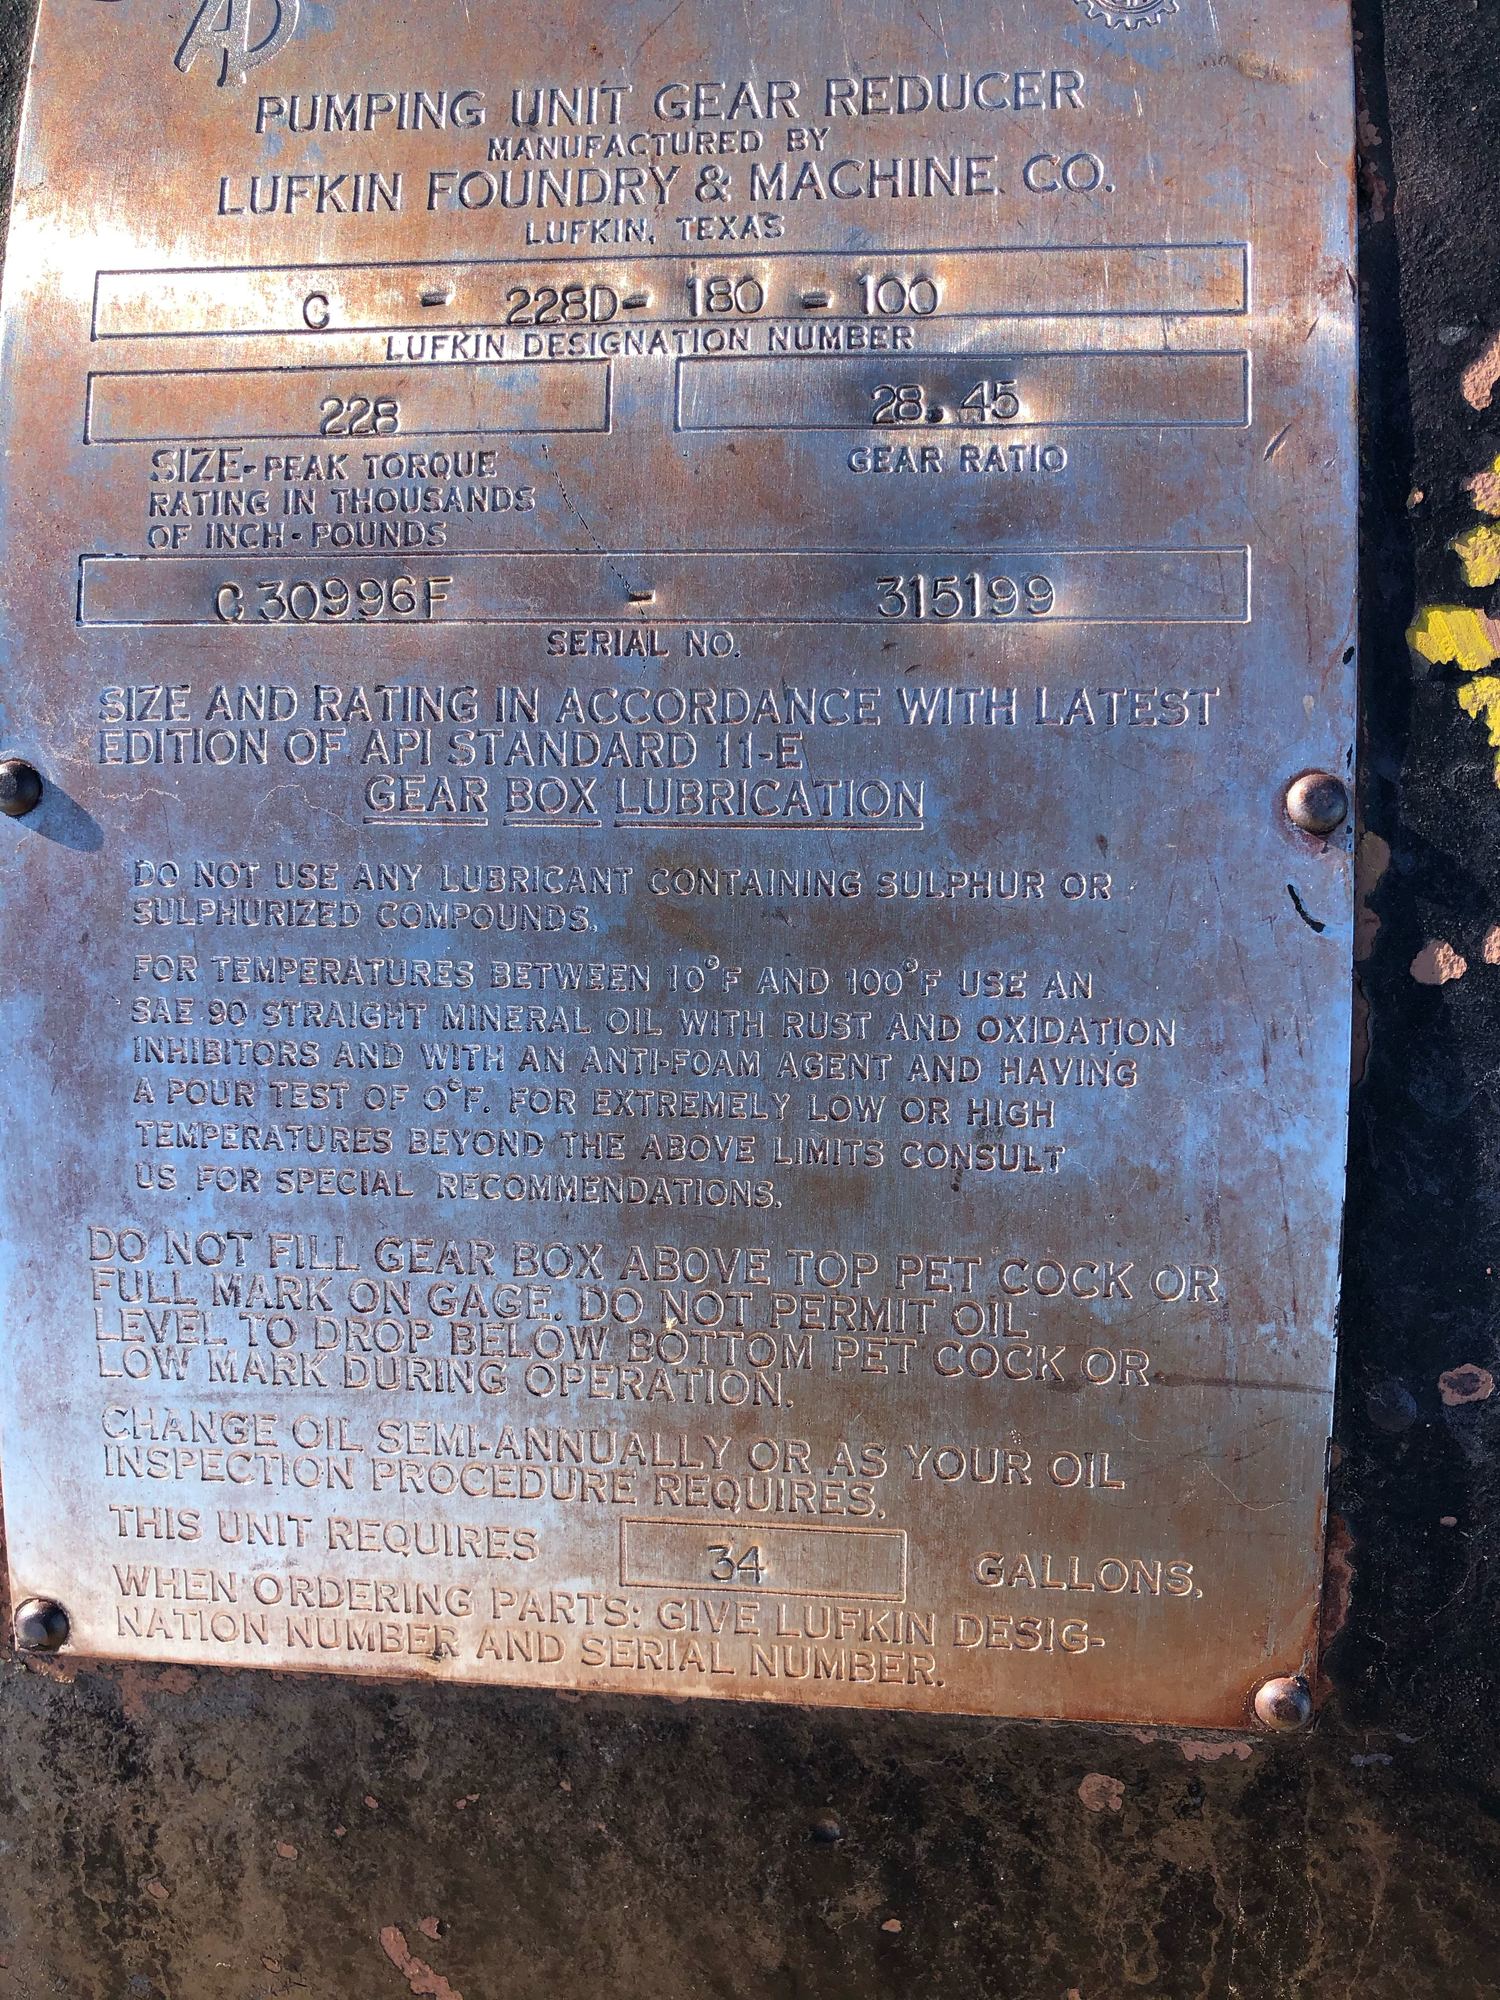 PUMPING UNIT GEAR REDUCER
MANUFACTURED BY
LUFKIN FOUNDRY & MACHINE CO.
LUFKIN, TEXAS
C - 228D - 180 - 100
LUFKIN DESIGNATION NUMBER
228
28.45
SIZE-PEAK TORQUE
RATING IN THOUSANDS
OF INCH-POUNDS
GEAR RATIO
C30996F - 315199
SERIAL NO.
SIZE AND RATING IN ACCORDANCE WITH LATEST
EDITION OF API STANDARD 11-E
GEAR BOX LUBRICATION
DO NOT USE ANY LUBRICANT CONTAINING SULPHUR OR
SULPHURIZED COMPOUNDS.
FOR TEMPERATURES BETWEEN 10°F AND 100°F USE AN
SAE 90 STRAIGHT MINERAL OIL WITH RUST AND OXIDATION
INHIBITORS AND WITH AN ANTI-FOAM AGENT AND HAVING
A POUR TEST OF 0°F. FOR EXTREMELY LOW OR HIGH
TEMPERATURES BEYOND THE ABOVE LIMITS CONSULT
US FOR SPECIAL RECOMMENDATIONS.
DO NOT FILL GEAR BOX ABOVE TOP PET COCK OR
FULL MARK ON GAGE. DO NOT PERMIT OIL
LEVEL TO DROP BELOW BOTTOM PET COCK OR
LOW MARK DURING OPERATION.
CHANGE OIL SEMI-ANNUALLY OR AS YOUR OIL
INSPECTION PROCEDURE REQUIRES.
THIS UNIT REQUIRES 34 GALLONS.
WHEN ORDERING PARTS: GIVE LUFKIN DESIG-
NATION NUMBER AND SERIAL NUMBER.